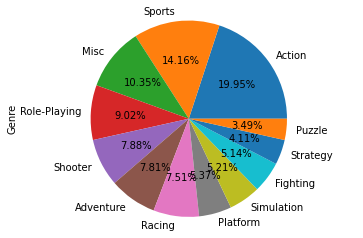 Sports
Misc
Action
14.16%
10.35%
19.95%
Role-Playing
9.02%
Genre
3.49%
Puzzle
4.11%
Strategy
7.88%
5.14%
Shooter
7.81%
5.21%
Fighting
7.51%
5.37%
Adventure
Simulation
Racing
Platform